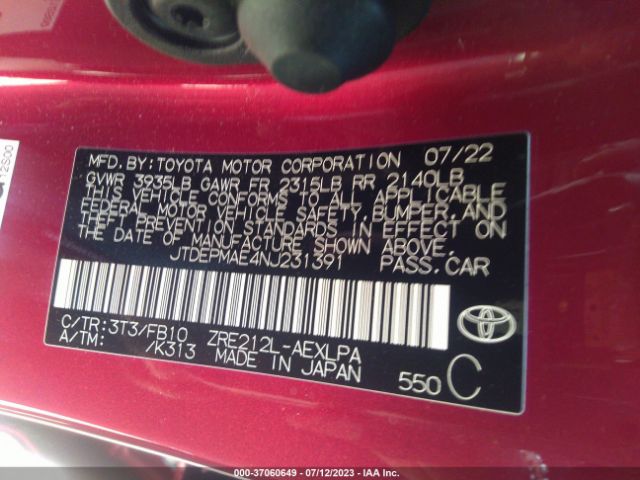 MFD.BY:TOYOTA MOTOR CORPORATION 07/22
GVWR 3935LB GAWR FR 2315LB RR 2140LB
THIS VEHICLE CONFORMS TO ALL APPLICABLE
FEDERAL MOTOR VEHICLE SAFETY, BUMPER, AND
THEFT PREVENTION STANDARDS IN EFFECT ON
THE DATE OF MANUFACTURE SHOWN ABOVE.
JTDEPMAE4NJ231391 PASS.CAR
C/TR:3T3/FB10 ZRE212L-AEXLPA
A/TM: /K313 MADE IN JAPAN
550 C
TOYOTA
12S00
000-37060649 - 07/12/2023 - IAA Inc.